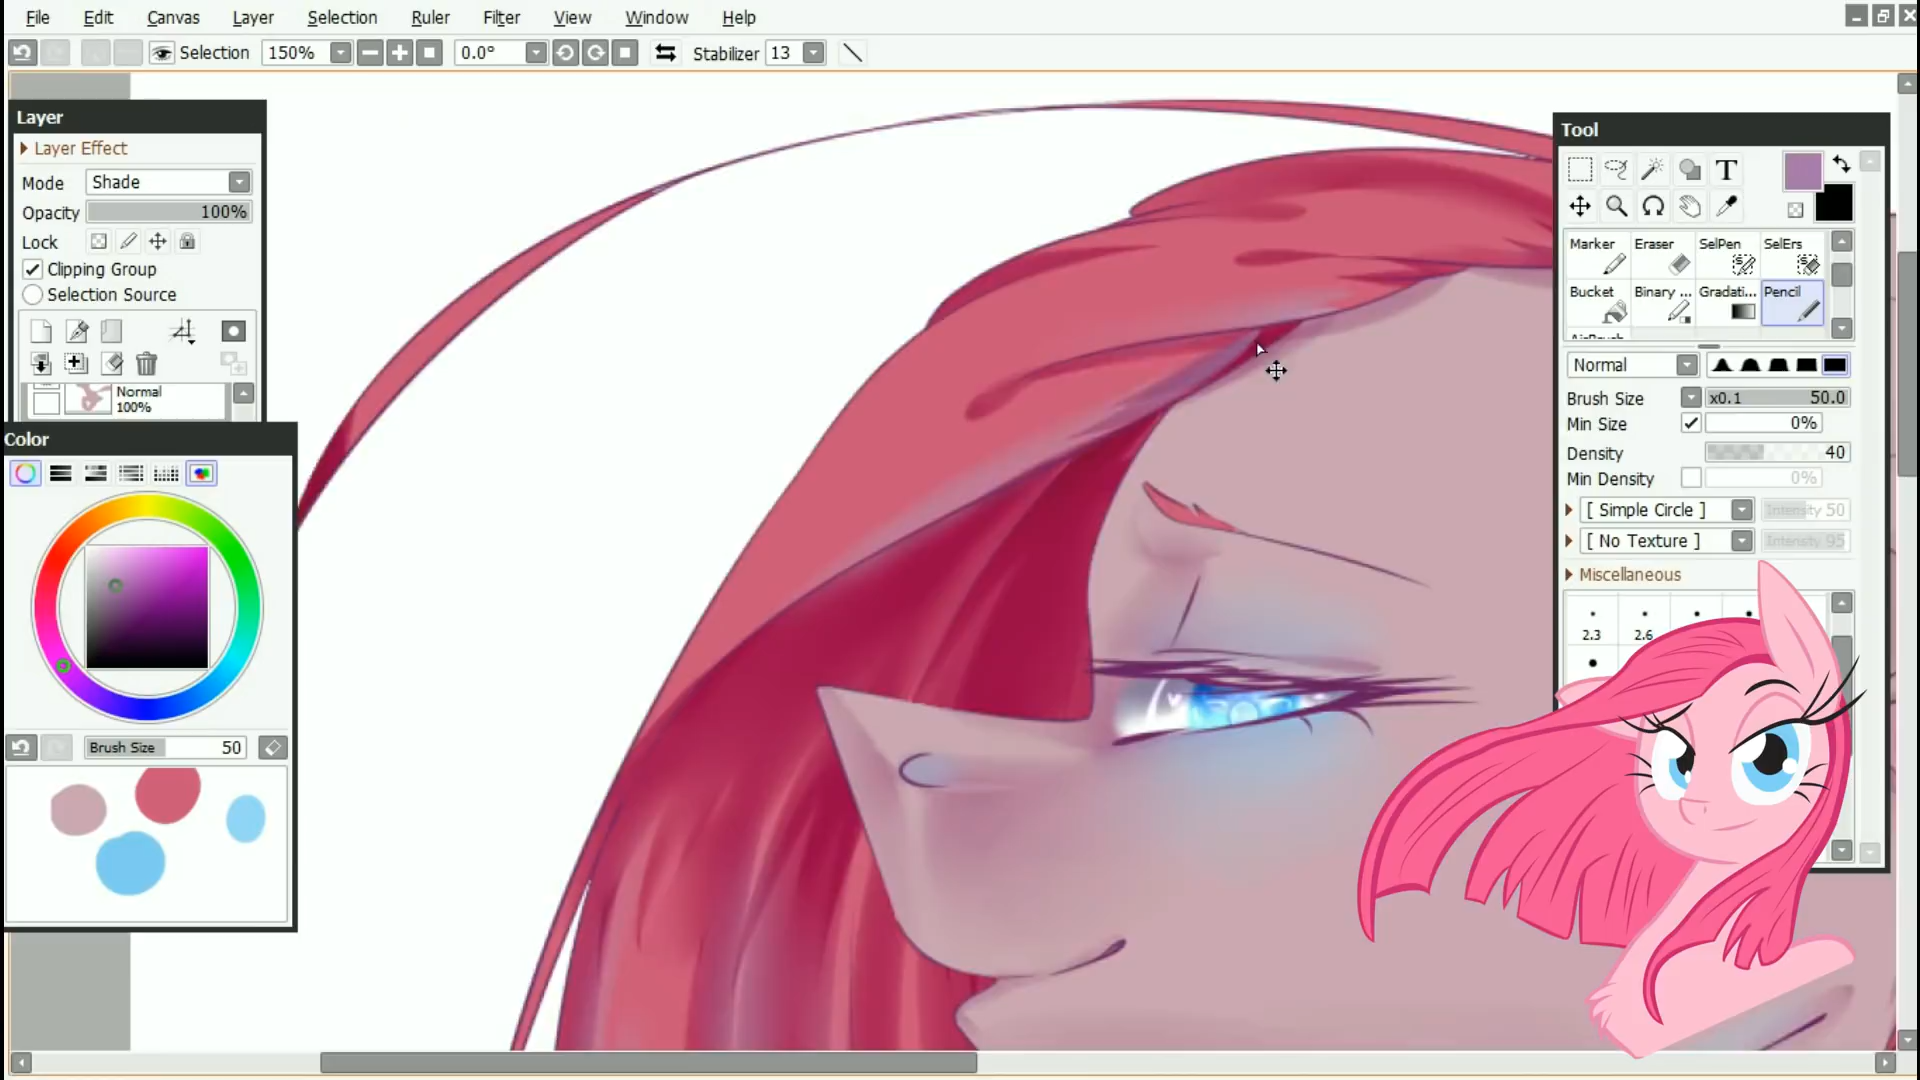 File Edit Canvas Layer Selection Ruler Filter View Window Help
Selection 150% 0.0° Stabilizer 13
Layer
Layer Effect
Mode Shade
Opacity 100%
Lock
Clipping Group
Selection Source
Normal
100%
Color
Brush Size 50
Tool
T
Marker Eraser SelPen SelErs
Bucket Binary ... Gradati... Pencil
Normal
Brush Size x0.1 50.0
Min Size 0%
Density 40
Min Density 0%
[ Simple Circle ] Intensity 50
[ No Texture ] Intensity 95
Miscellaneous
2.3 2.6